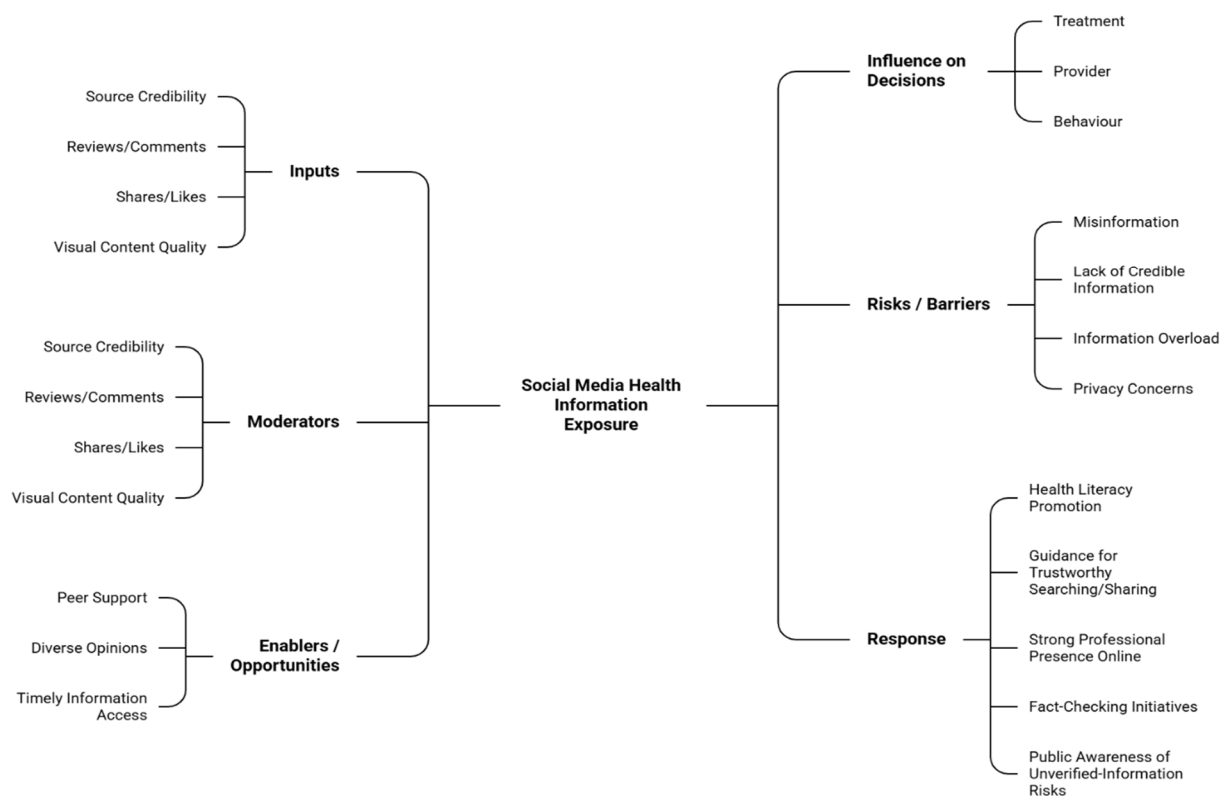 Source Credibility
Reviews/Comments
Shares/Likes
Visual Content Quality
Inputs
Source Credibility
Reviews/Comments
Shares/Likes
Visual Content Quality
Moderators
Peer Support
Diverse Opinions
Timely Information
Access
Enablers /
Opportunities
Social Media Health
Information
Exposure
Influence on
Decisions
Treatment
Provider
Behaviour
Risks / Barriers
Misinformation
Lack of Credible
Information
Information Overload
Privacy Concerns
Response
Health Literacy
Promotion
Guidance for
Trustworthy
Searching/Sharing
Strong Professional
Presence Online
Fact-Checking Initiatives
Public Awareness of
Unverified-Information
Risks